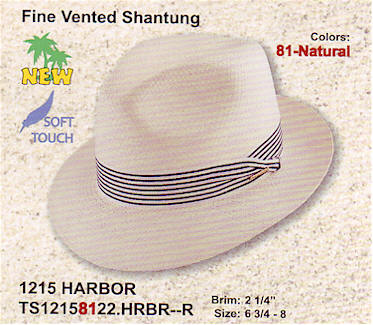 Fine Vented Shantung
Colors:
81-Natural
NEW
SOFT
TOUCH
1215 HARBOR
TS12158122.HRBR--R
Brim: 2 1/4"
Size: 6 3/4 - 8